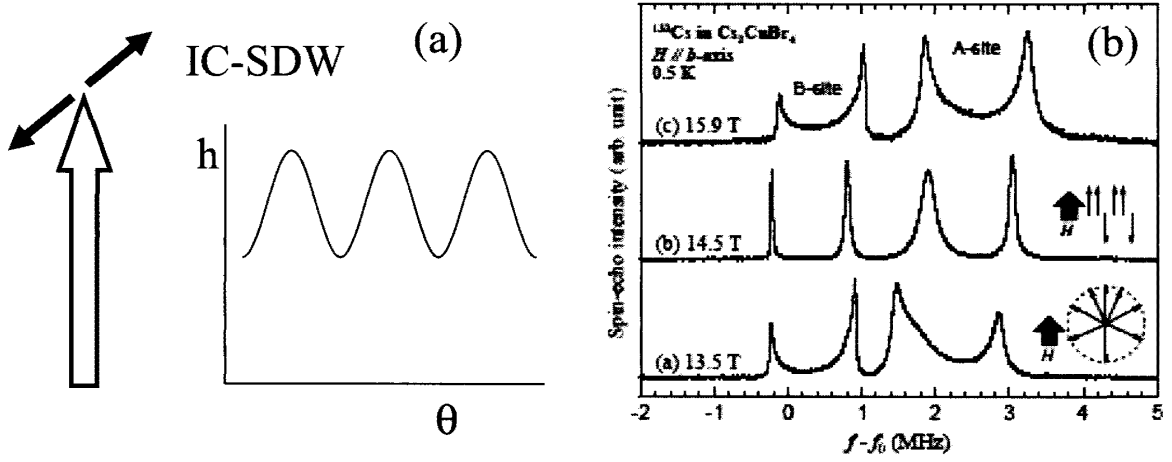 (a)
IC-SDW
h
θ
(b)
¹³³Cs in Cs₂CuBr₄
H // b-axis
0.5 K
A-site
B-site
(c) 15.9 T
(b) 14.5 T
H
(a) 13.5 T
H
Spin-echo intensity (arb. unit)
-2 -1 0 1 2 3 4 5
f-f₀ (MHz)